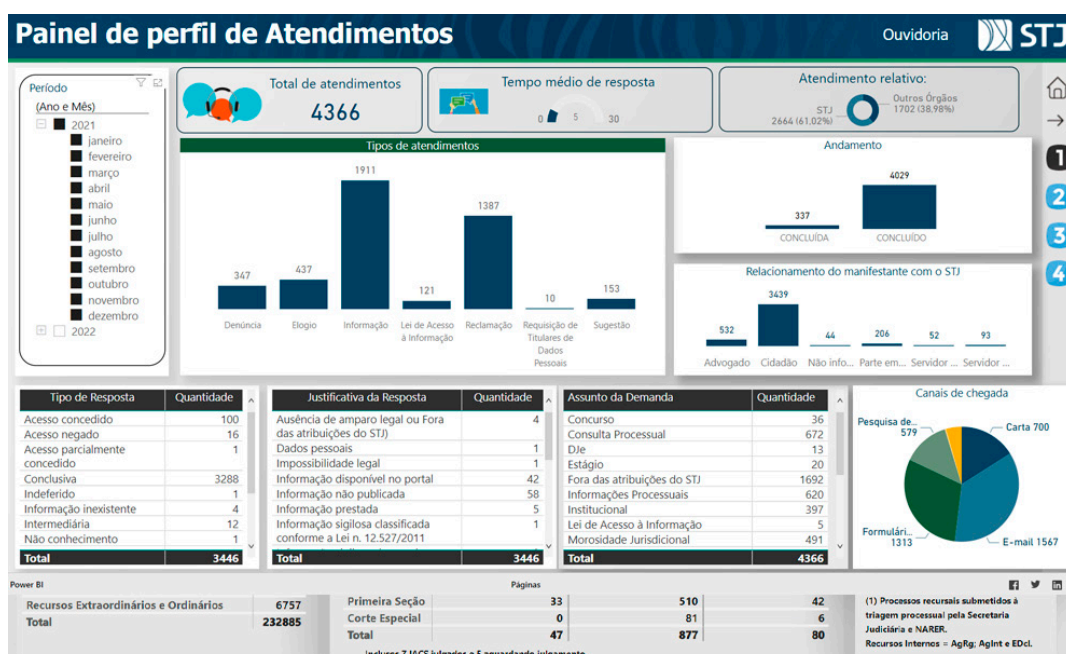 Painel de perfil de Atendimentos
Ouvidoria
STJ
Período
(Ano e Mês)
2021
janeiro
fevereiro
março
abril
maio
junho
julho
agosto
setembro
outubro
novembro
dezembro
2022
Total de atendimentos
4366
Tempo médio de resposta
0 5 30
Atendimento relativo:
STJ
2664 (61,02%)
Outros Órgãos
1702 (38,98%)
1
2
3
4
Tipos de atendimentos
347 437 1911 121 1387 10 153
Denúncia Elogio Informação Lei de Acesso à Informação Reclamação Requisição de Titulares de Dados Pessoais Sugestão
Andamento
337 4029
CONCLUÍDA CONCLUÍDO
Relacionamento do manifestante com o STJ
532 3439 44 206 52 93
Advogado Cidadão Não info... Parte em... Servidor ... Servidor ...
Tipo de Resposta Quantidade
Acesso concedido 100
Acesso negado 16
Acesso parcialmente concedido 1
Conclusiva 3288
Indeferido 1
Informação inexistente 4
Intermediária 12
Não conhecimento 1
Total 3446
Justificativa da Resposta Quantidade
Ausência de amparo legal ou Fora 4
das atribuições do STJ)
Dados pessoais 1
Impossibilidade legal 1
Informação disponível no portal 42
Informação não publicada 58
Informação prestada 5
Informação sigilosa classificada 1
conforme a Lei n. 12.527/2011
Total 3446
Assunto da Demanda Quantidade
Concurso 36
Consulta Processual 672
DJe 13
Estágio 20
Fora das atribuições do STJ 1692
Informações Processuais 620
Institucional 397
Lei de Acesso à Informação 5
Morosidade Jurisdicional 491
Total 4366
Canais de chegada
Pesquisa de...
579
Carta 700
Formulári...
1313
E-mail 1567
Power BI
Páginas
Recursos Extraordinários e Ordinários 6757
Total 232885
Primeira Seção 33 510 42
Corte Especial 0 81 6
Total 47 877 80
(1) Processos recursais submetidos à
triagem processual pela Secretaria
Judiciária e NARER.
Recursos Internos = AgRg; AgInt e EDcl.